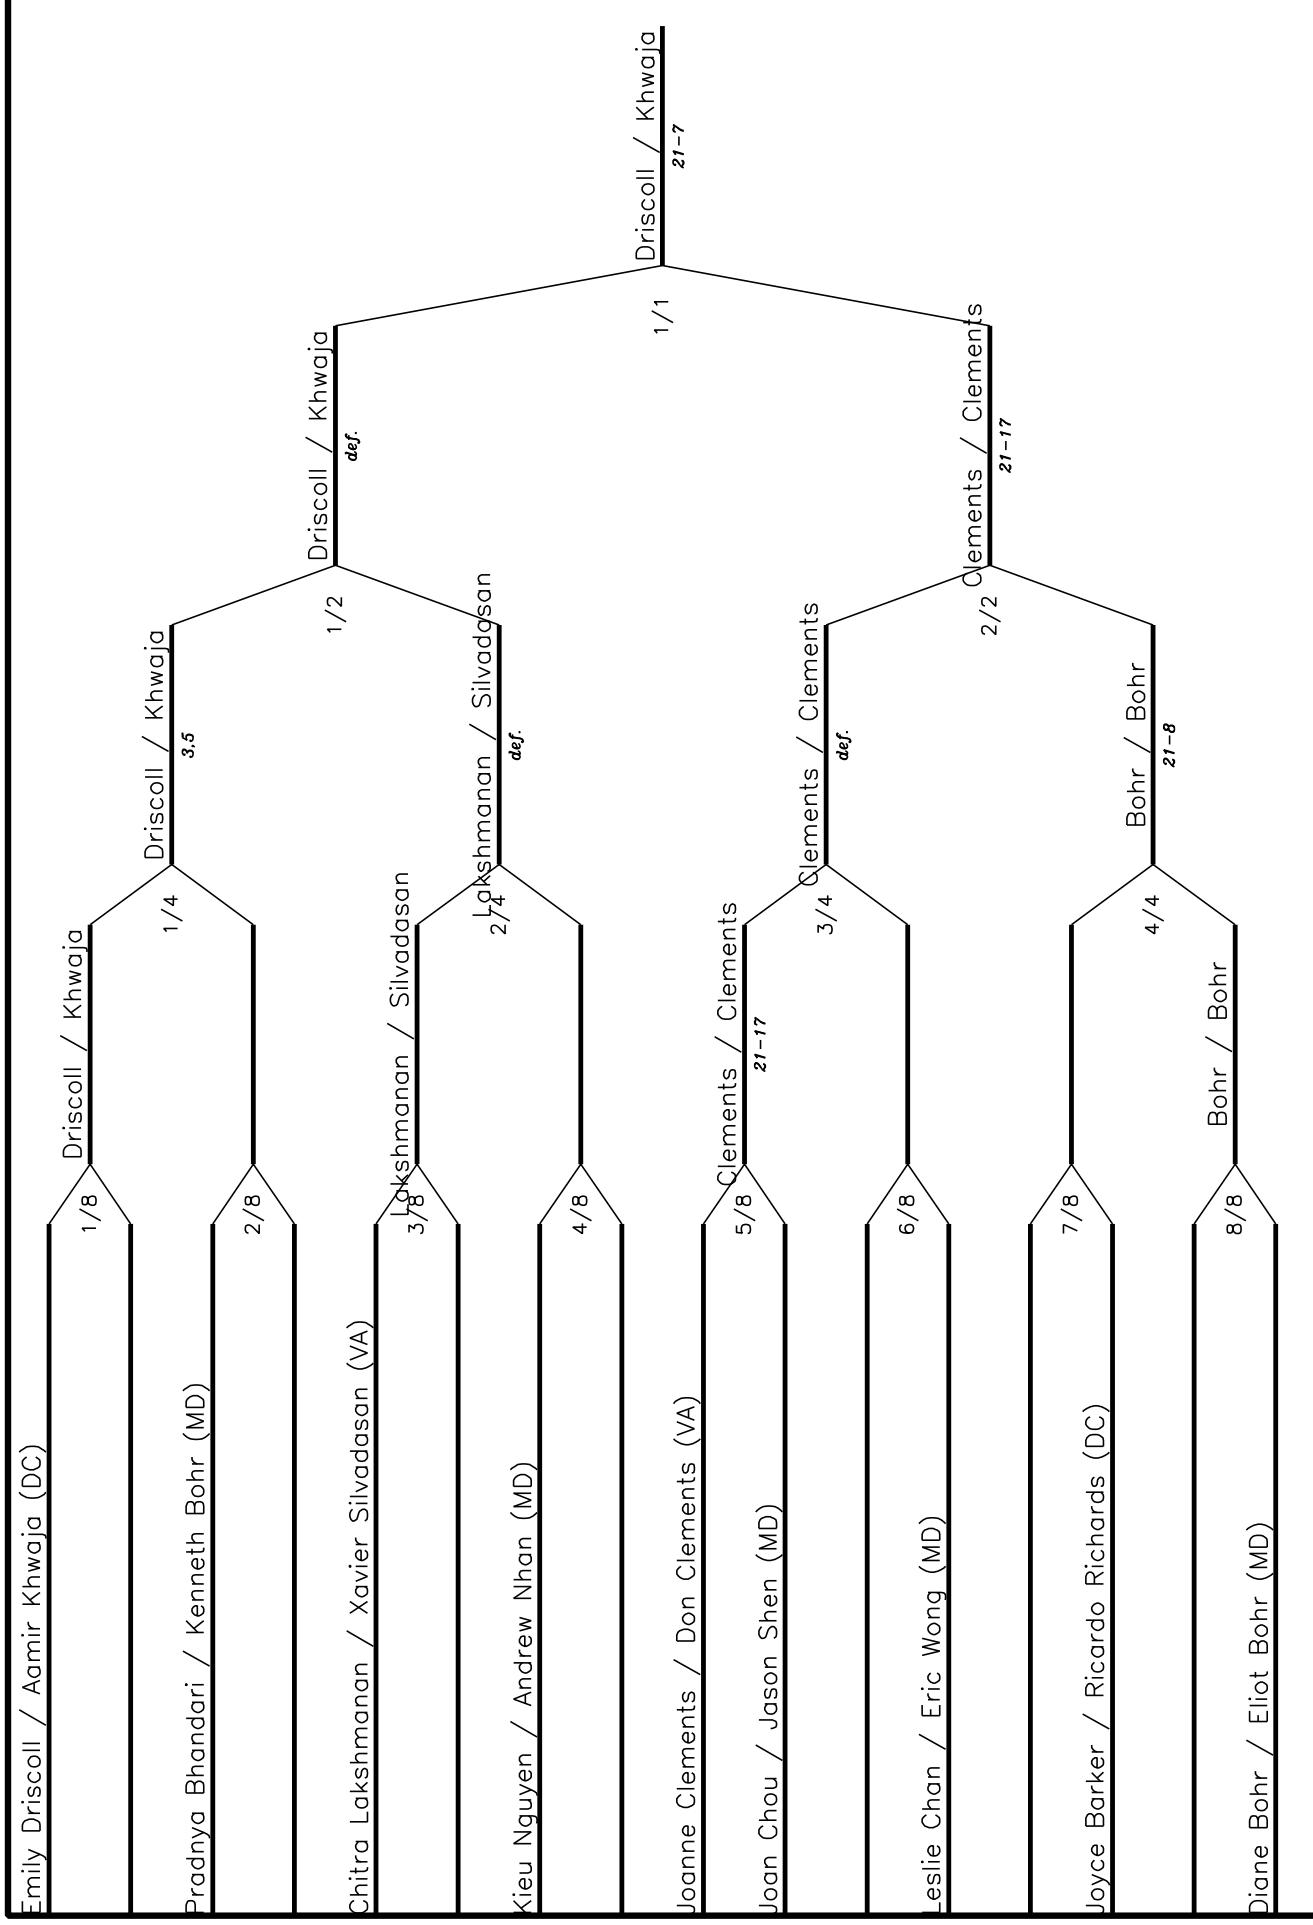 Emily Driscoll / Aamir Khwaja (DC)
Pradnya Bhandari / Kenneth Bohr (MD)
Chitra Lakshmanan / Xavier Silvadasan (VA)
Kieu Nguyen / Andrew Nhan (MD)
Joanne Clements / Don Clements (VA)
Joan Chou / Jason Shen (MD)
Leslie Chan / Eric Wong (MD)
Joyce Barker / Ricardo Richards (DC)
Diane Bohr / Eliot Bohr (MD)
1/8
2/8
3/8
4/8
5/8
6/8
7/8
8/8
Driscoll / Khwaja
Lakshmanan / Silvadasan
Clements / Clements
21-17
Bohr / Bohr
1/4
2/4
3/4
4/4
Driscoll / Khwaja
3,5
Lakshmanan / Silvadasan
def.
Clements / Clements
def.
Bohr / Bohr
21-8
1/2
2/2
Driscoll / Khwaja
def.
Clements / Clements
21-17
1/1
Driscoll / Khwaja
21-7